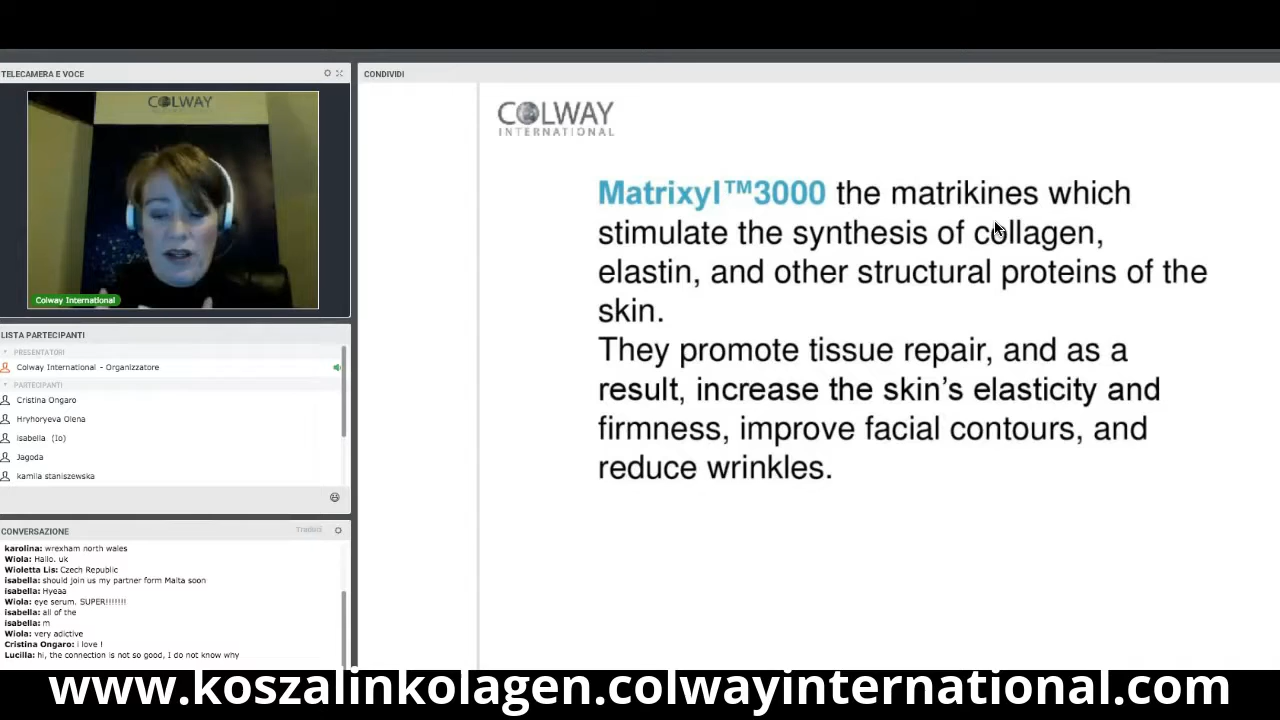 TELECAMERA E VOCE
COLWAY
Colway International
LISTA PARTECIPANTI
PRESENTATORI
Colway International - Organizzatore
PARTECIPANTI
Cristina Ongaro
Hryhoryeva Olena
isabella (Io)
Jagoda
kamila staniszewska
CONVERSAZIONE
Traduci
karolina: wrexham north wales
Wiola: Hallo. uk
Wioletta Lis: Czech Republic
isabella: should join us my partner form Malta soon
isabella: Hyeaa
Wiola: eye serum. SUPER!!!!!!!
isabella: all of the
isabella: m
Wiola: very adictive
Cristina Ongaro: i love !
Lucilla: hi, the connection is not so good, I do not know why
CONDIVIDI
COLWAY
INTERNATIONAL
Matrixyl™3000 the matrikines which
stimulate the synthesis of collagen,
elastin, and other structural proteins of the
skin.
They promote tissue repair, and as a
result, increase the skin's elasticity and
firmness, improve facial contours, and
reduce wrinkles.
www.koszalinkolagen.colwayinternational.com